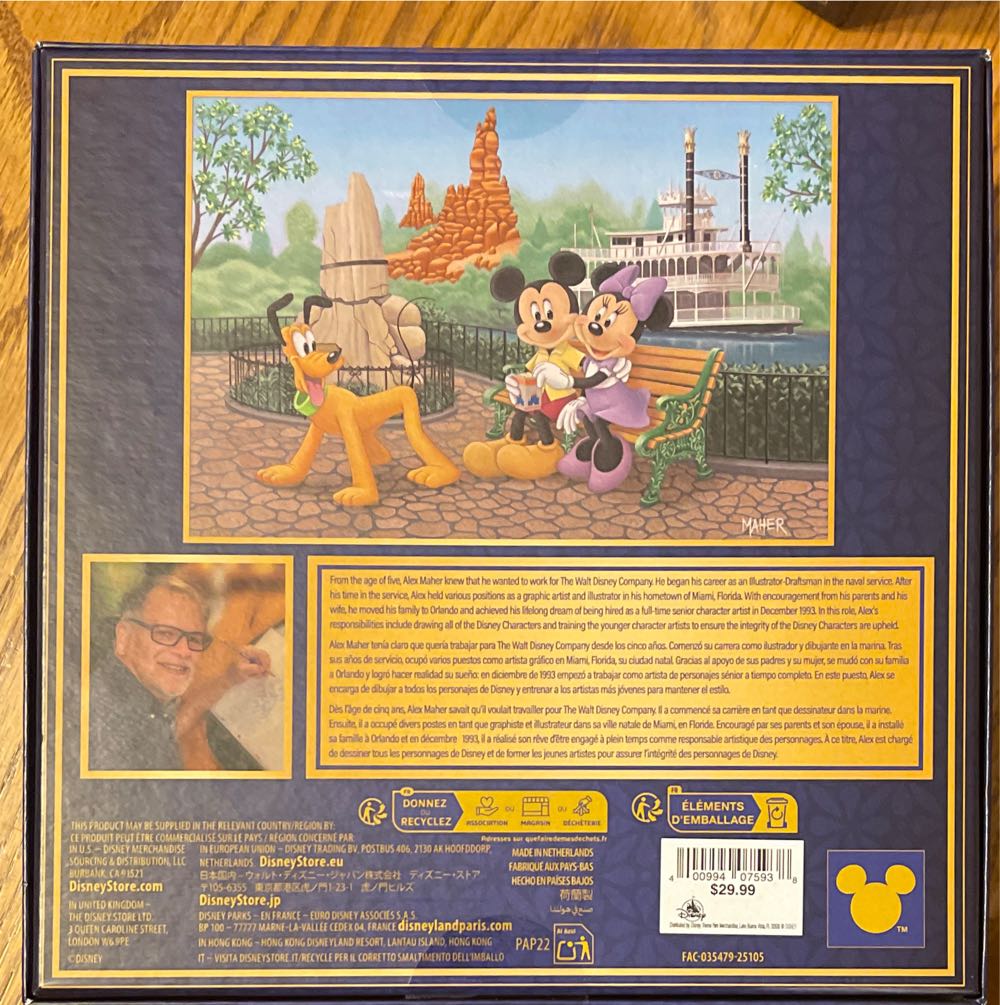 MAHER
From the age of five, Alex Maher knew that he wanted to work for The Walt Disney Company. He began his career as an Illustrator-Draftsman in the naval service. After
his time in the service, Alex held various positions as a graphic artist and illustrator in his hometown of Miami, Florida. With encouragement from his parents and his
wife, he moved his family to Orlando and achieved his lifelong dream of being hired as a full-time senior character artist in December 1993. In this role, Alex's
responsibilities include drawing all of the Disney Characters and training the younger character artists to ensure the integrity of the Disney Characters are upheld.
Alex Maher tenía claro que quería trabajar para The Walt Disney Company desde los cinco años. Comenzó su carrera como ilustrador y dibujante en la marina. Tras
sus años de servicio, ocupó varios puestos como artista gráfico en Miami, Florida, su ciudad natal. Gracias al apoyo de sus padres y su mujer, se mudó con su familia
a Orlando y logró hacer realidad su sueño: en diciembre de 1993 empezó a trabajar como artista de personajes sénior a tiempo completo. En este puesto, Alex se
encarga de dibujar a todos los personajes de Disney y entrenar a los artistas más jóvenes para mantener el estilo.
Dès l'âge de cinq ans, Alex Maher savait qu'il voulait travailler pour The Walt Disney Company. Il a commencé sa carrière en tant que dessinateur dans la marine.
Ensuite, il a occupé divers postes en tant que graphiste et illustrateur dans sa ville natale de Miami, en Floride. Encouragé par ses parents et son épouse, il a installé
sa famille à Orlando et en décembre 1993, il a réalisé son rêve d'être engagé à plein temps comme responsable artistique des personnages. À ce titre, Alex est chargé
de dessiner tous les personnages de Disney et de former les jeunes artistes pour assurer l'intégrité des personnages de Disney.
FR
DONNEZ
OU
RECYCLEZ
ASSOCIATION
OU
MAGASIN
OU
DÉCHÈTERIE
Adresses sur quefairedemesdechets.fr
FR
ÉLÉMENTS
D'EMBALLAGE
THIS PRODUCT MAY BE SUPPLIED IN THE RELEVANT COUNTRY/REGION BY:
CE PRODUIT PEUT ÊTRE COMMERCIALISÉ SUR LE PAYS / RÉGION CONCERNÉ PAR:
IN U.S. – DISNEY MERCHANDISE
SOURCING & DISTRIBUTION, LLC
BURBANK, CA 91521
DisneyStore.com
IN UNITED KINGDOM –
THE DISNEY STORE LTD.
3 QUEEN CAROLINE STREET,
LONDON W6 9PE
© DISNEY
IN EUROPEAN UNION – DISNEY TRADING BV, POSTBUS 406, 2130 AK HOOFDDORP,
NETHERLANDS DisneyStore.eu
日本国内 – ウォルト・ディズニー・ジャパン株式会社 ディズニーストア
〒105-6355 東京都港区虎ノ門1-23-1 虎ノ門ヒルズ
DisneyStore.jp
DISNEY PARKS – EN FRANCE – EURO DISNEY ASSOCIÉS S.A.S.
BP 100 – 77777 MARNE-LA-VALLÉE CEDEX 04, FRANCE disneylandparis.com
IN HONG KONG – HONG KONG DISNEYLAND RESORT, LANTAU ISLAND, HONG KONG
IT – VISITA DISNEYSTORE.IT/RECYCLE PER IL CORRETTO SMALTIMENTO DELL'IMBALLO
MADE IN NETHERLANDS
FABRIQUÉ AUX PAYS-BAS
HECHO EN PAÍSES BAJOS
荷蘭製
صنع في هولندا
PAP22
Al Bast
4 00994 07593 8
$29.99
Disney
FAC-035479-25105
TM